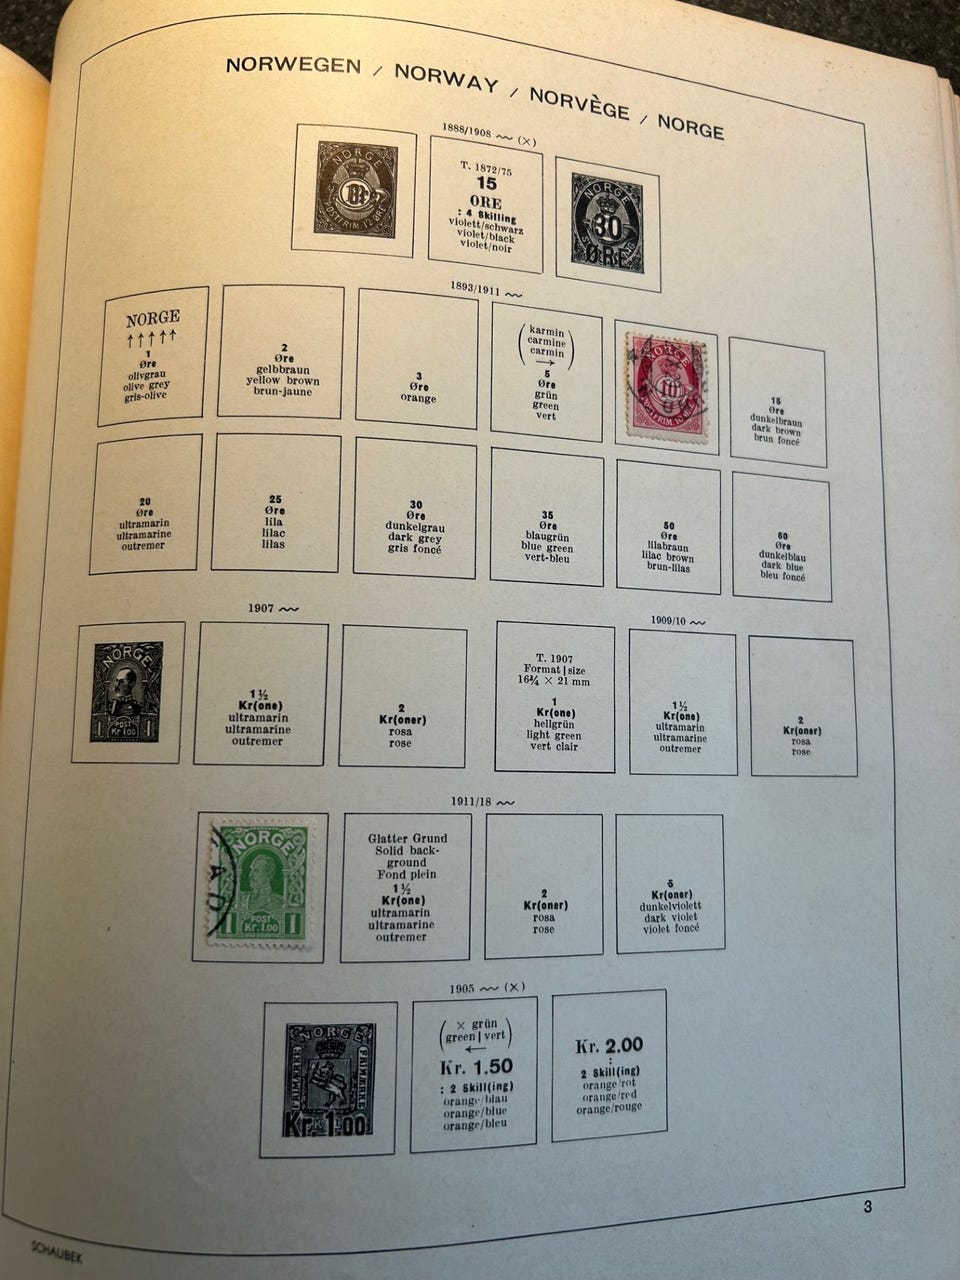 NORWEGEN / NORWAY / NORVÈGE / NORGE
1888/1908 (×)
NORGE
T. 1872/75
15
ØRE
: 4 Skilling
violett/schwarz
violet/black
violet/noir
NORGE
30
ØRE
1893/1911
NORGE
↑↑↑↑↑
1
Øre
olivgrau
olive grey
gris-olive
2
Øre
gelbbraun
yellow brown
brun-jaune
3
Øre
orange
(karmin
carmine
carmin)
→
5
Øre
grün
green
vert
NORGE
10
15
Øre
dunkelbraun
dark brown
brun foncé
20
Øre
ultramarin
ultramarine
outremer
25
Øre
lila
lilac
lilas
30
Øre
dunkelgrau
dark grey
gris foncé
35
Øre
blaugrün
blue green
vert-bleu
50
Øre
lilabraun
lilac brown
brun-lilas
60
Øre
dunkelblau
dark blue
bleu foncé
1907
NORGE
1 POST 1
Kr 1.00
1½
Kr(one)
ultramarin
ultramarine
outremer
2
Kr(oner)
rosa
rose
1909/10
T. 1907
Format|size
16¾ × 21 mm
1
Kr(one)
hellgrün
light green
vert clair
1½
Kr(one)
ultramarin
ultramarine
outremer
2
Kr(oner)
rosa
rose
1911/18
NORGE
1 POST 1
Kr. 1.00
Glatter Grund
Solid back-
ground
Fond plein
1½
Kr(one)
ultramarin
ultramarine
outremer
2
Kr(oner)
rosa
rose
5
Kr(oner)
dunkelviolett
dark violet
violet foncé
1905 (×)
NORGE
FRIMÆRKE FRIMÆRKE
Kr. 1.00
(× grün
green|vert)
←
Kr. 1.50
: 2 Skill(ing)
orange/blau
orange/blue
orange/bleu
Kr. 2.00
:
2 Skill(ing)
orange/rot
orange/red
orange/rouge
3
SCHAUBEK